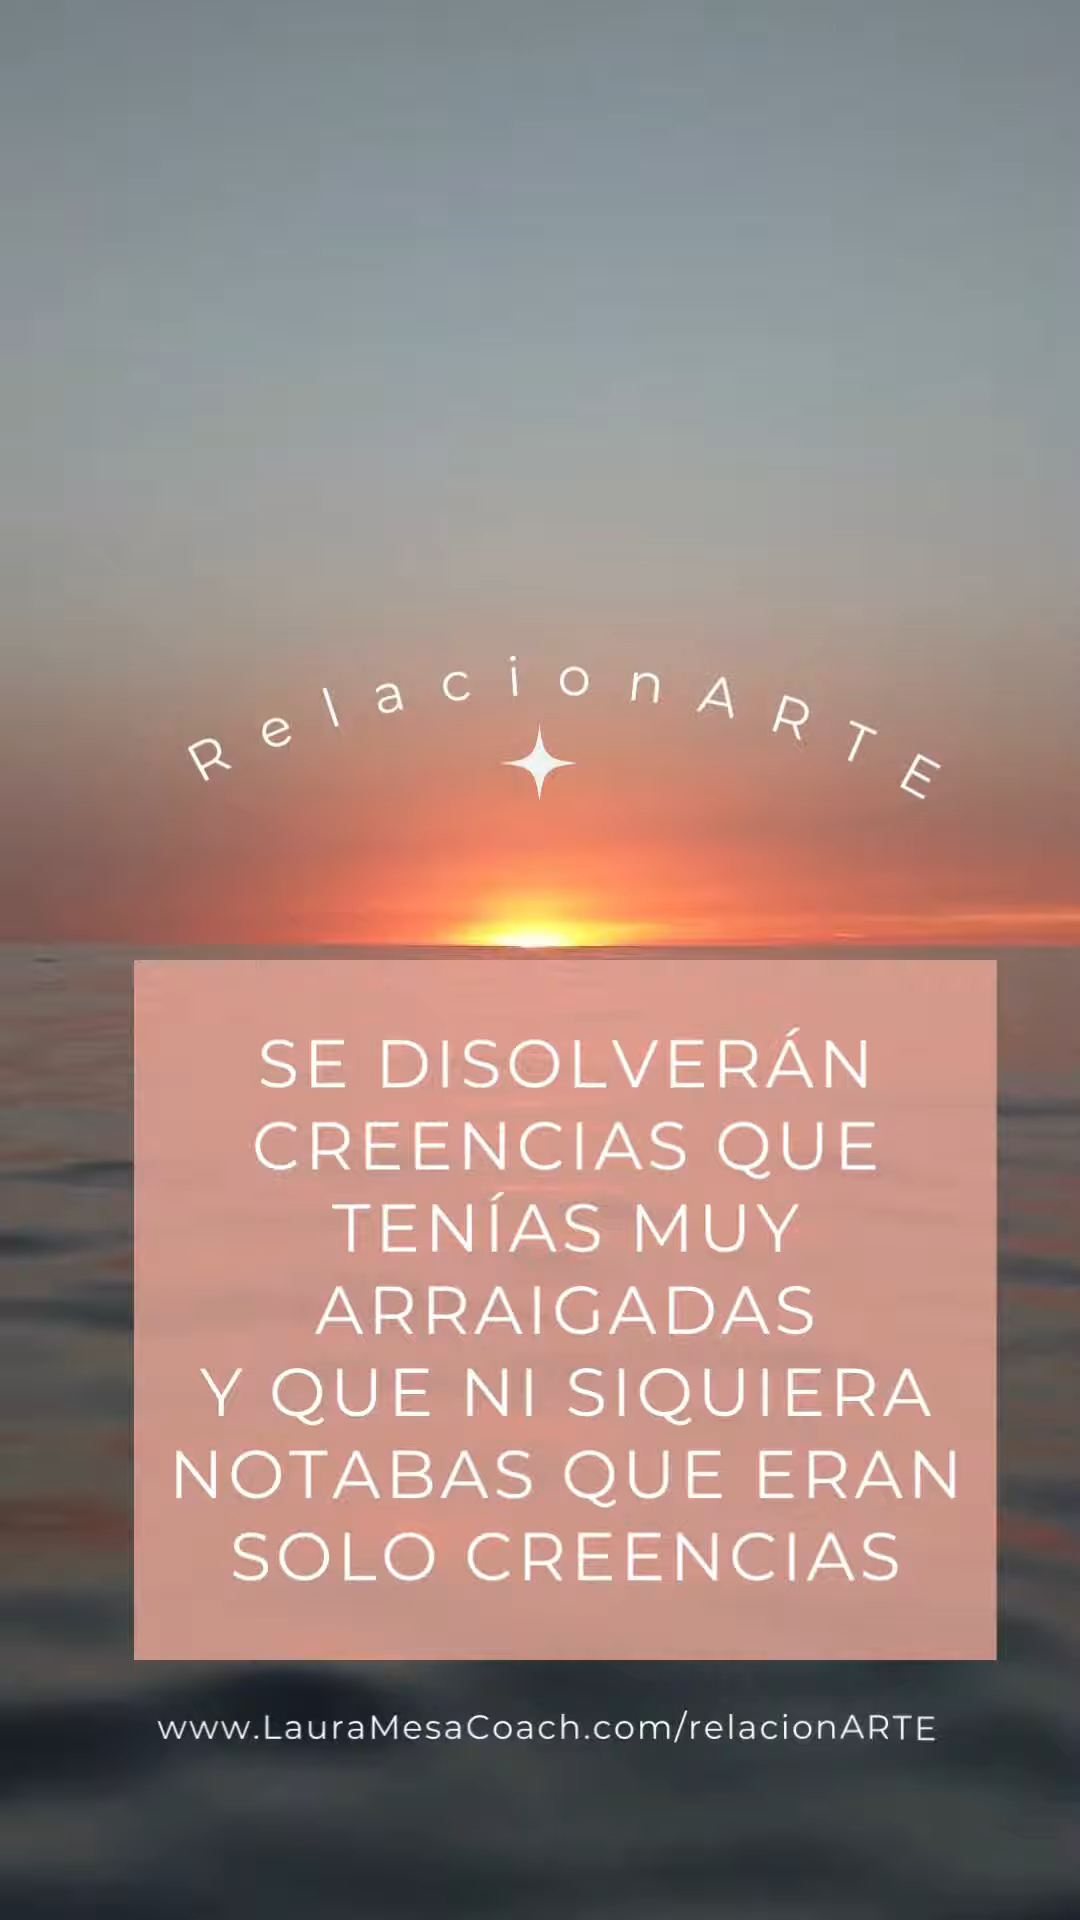 RelacionARTE
SE DISOLVERÁN
CREENCIAS QUE
TENÍAS MUY
ARRAIGADAS
Y QUE NI SIQUIERA
NOTABAS QUE ERAN
SOLO CREENCIAS
www.LauraMesaCoach.com/relacionARTE